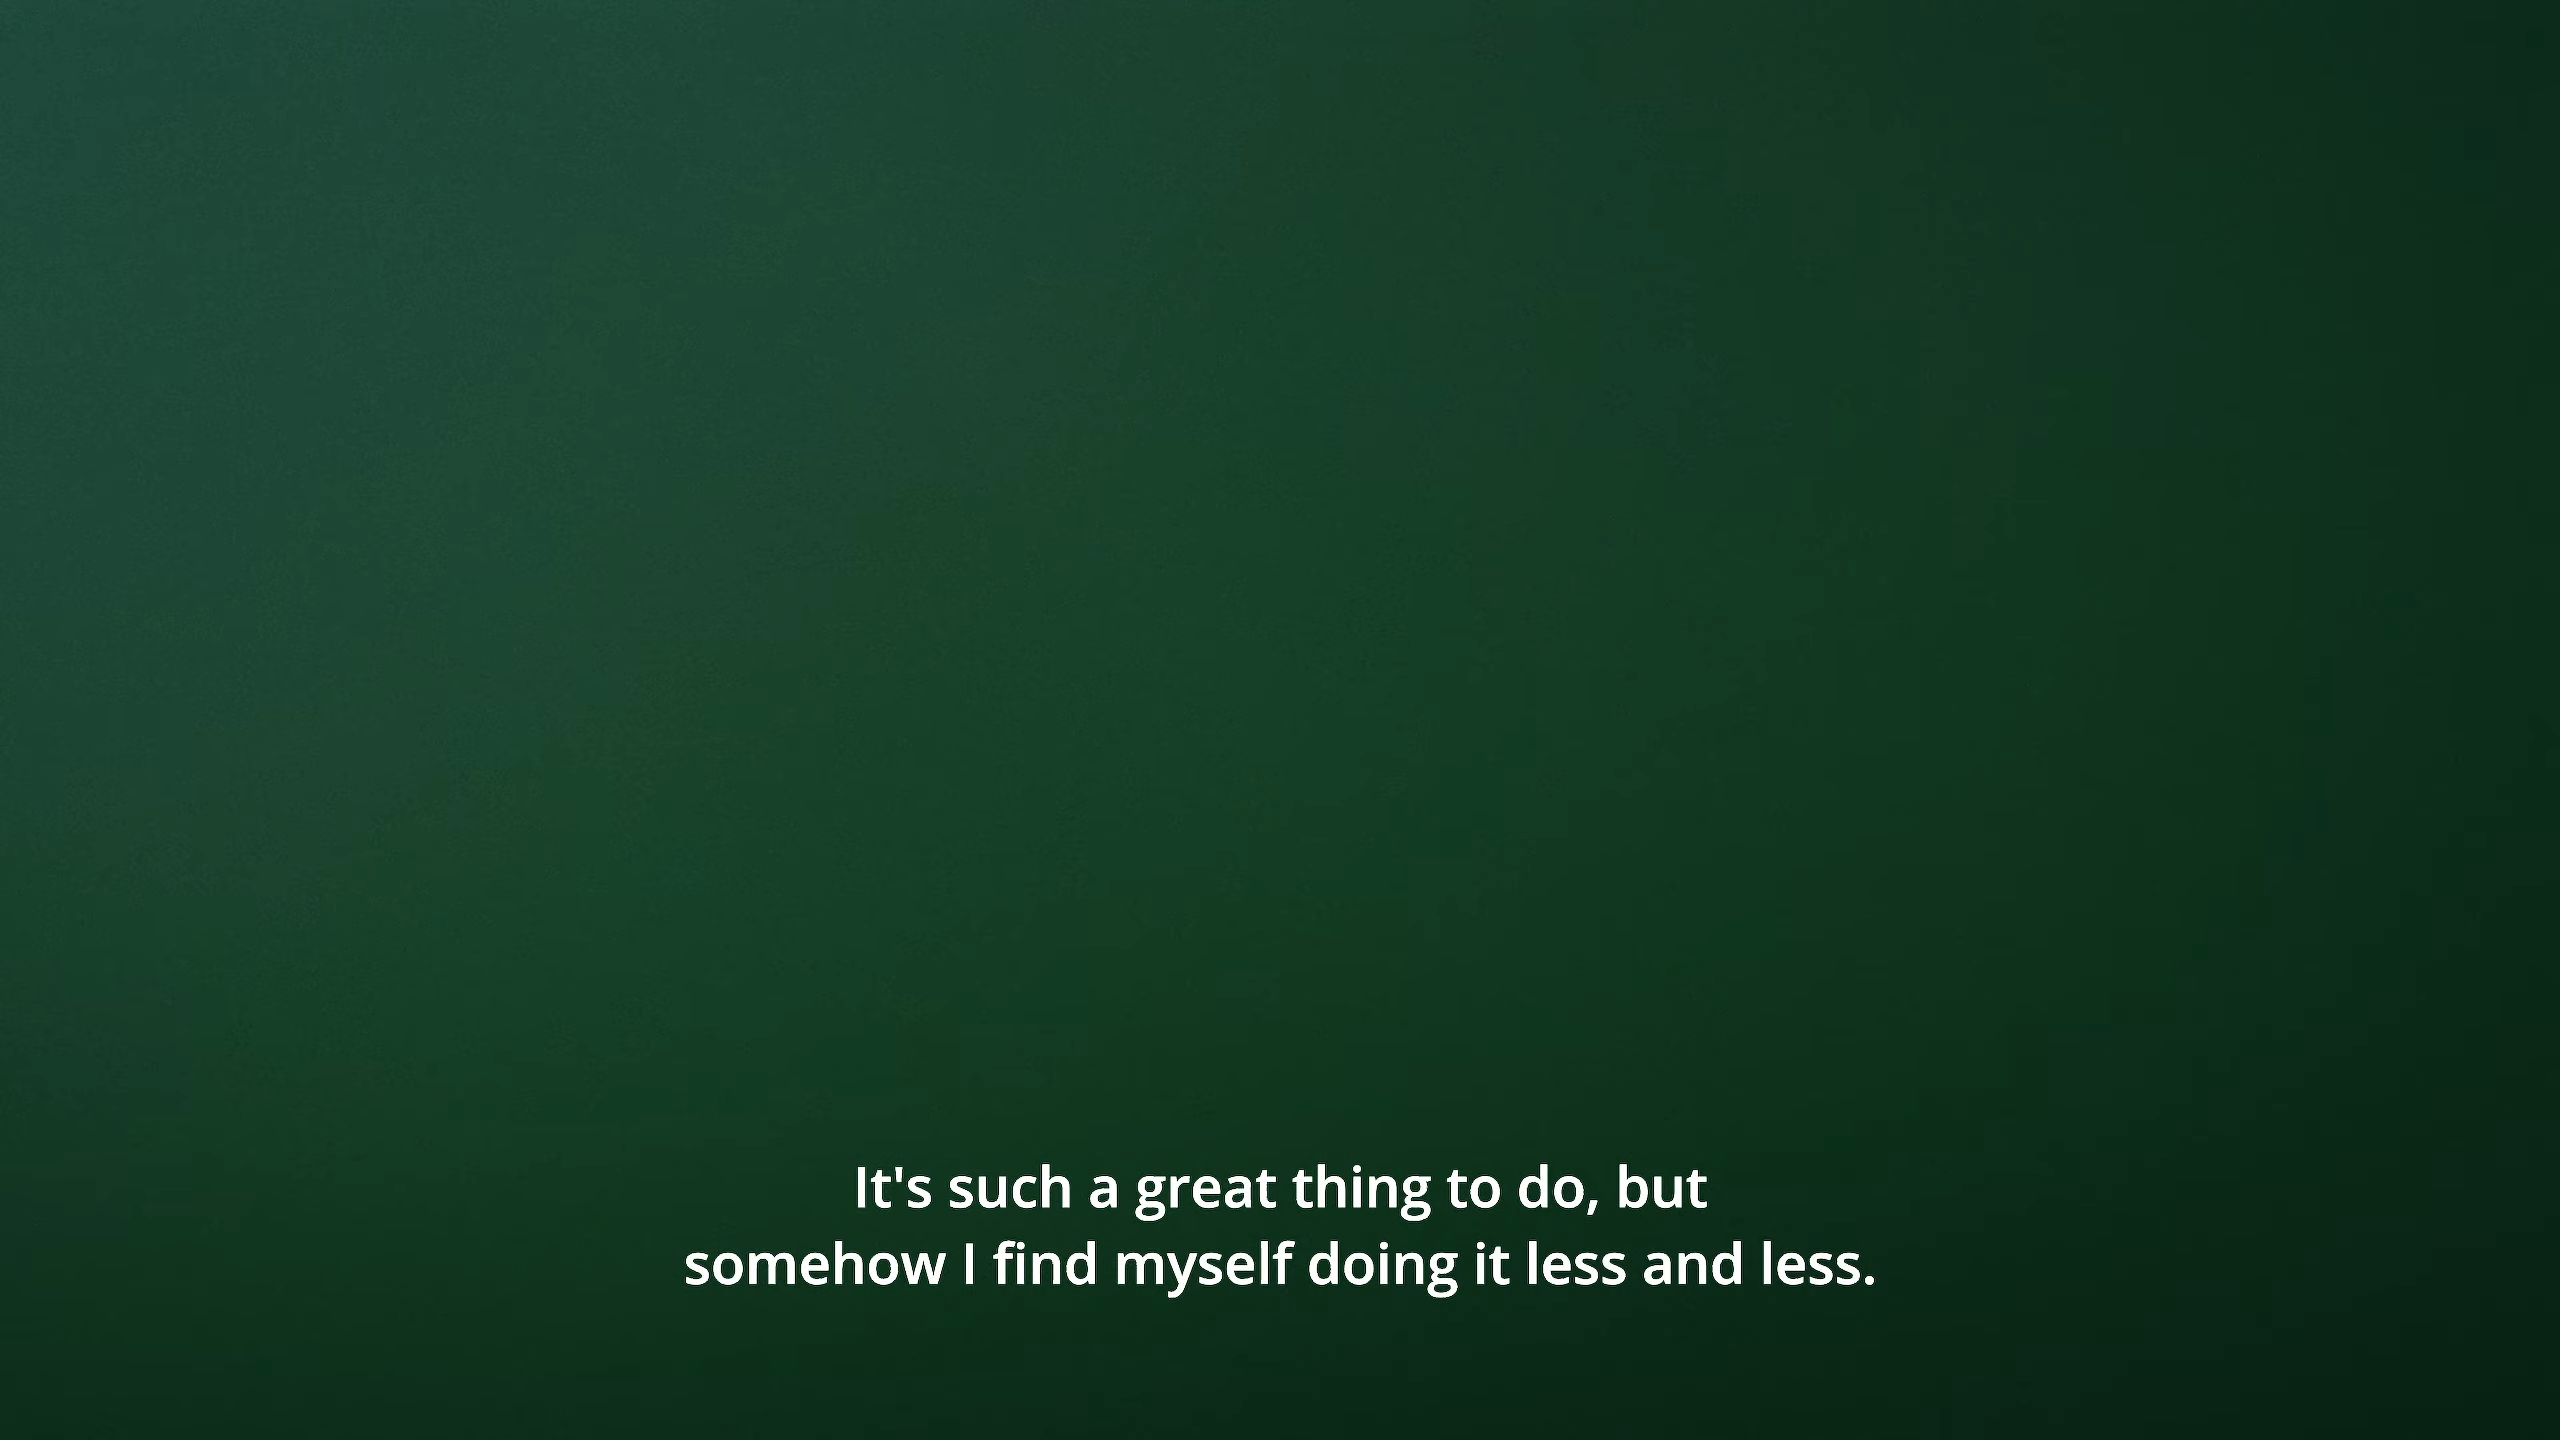 It's such a great thing to do, but
somehow I find myself doing it less and less.